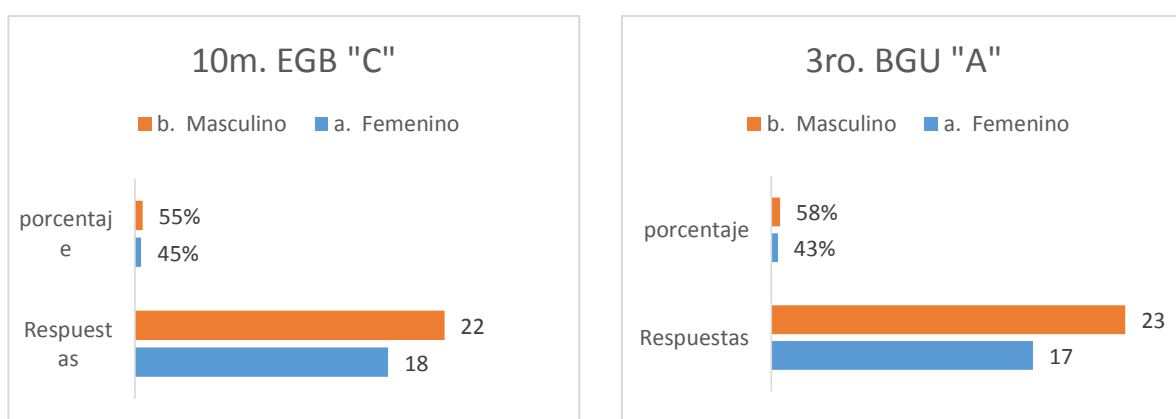 10m. EGB "C"
b. Masculino a. Femenino
porcentaj
e
55%
45%
Respuest
as
22
18
3ro. BGU "A"
b. Masculino a. Femenino
porcentaje
58%
43%
Respuestas
23
17